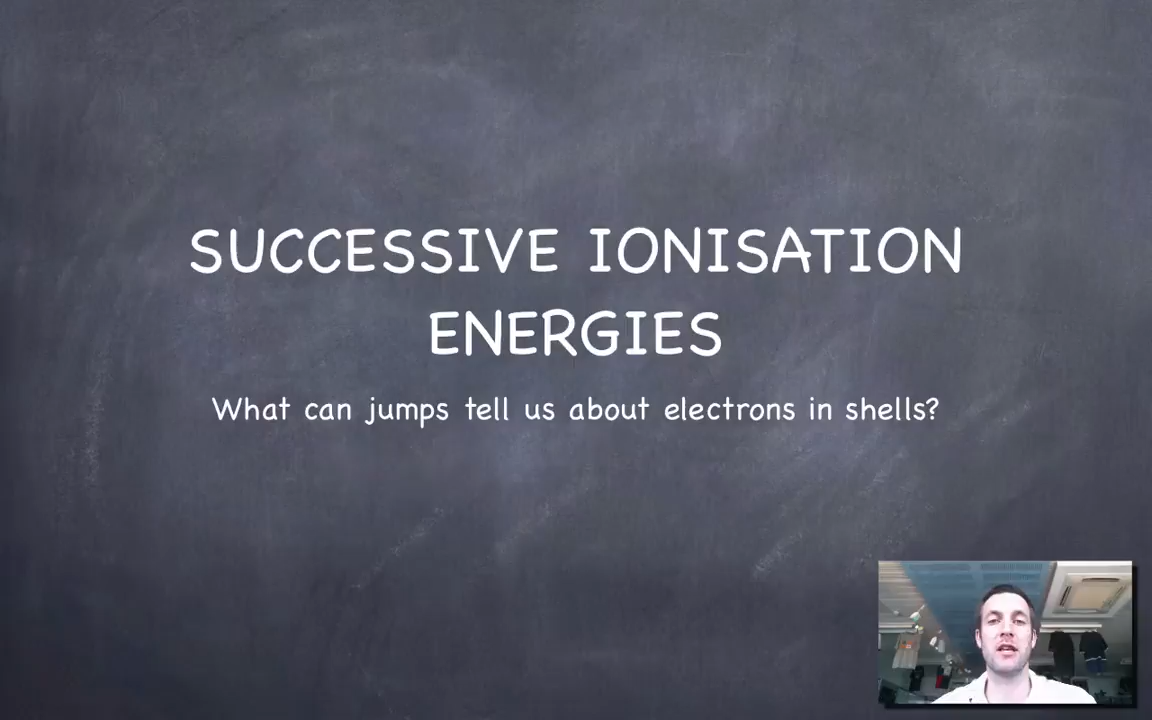 SUCCESSIVE IONISATION
ENERGIES
What can jumps tell us about electrons in shells?